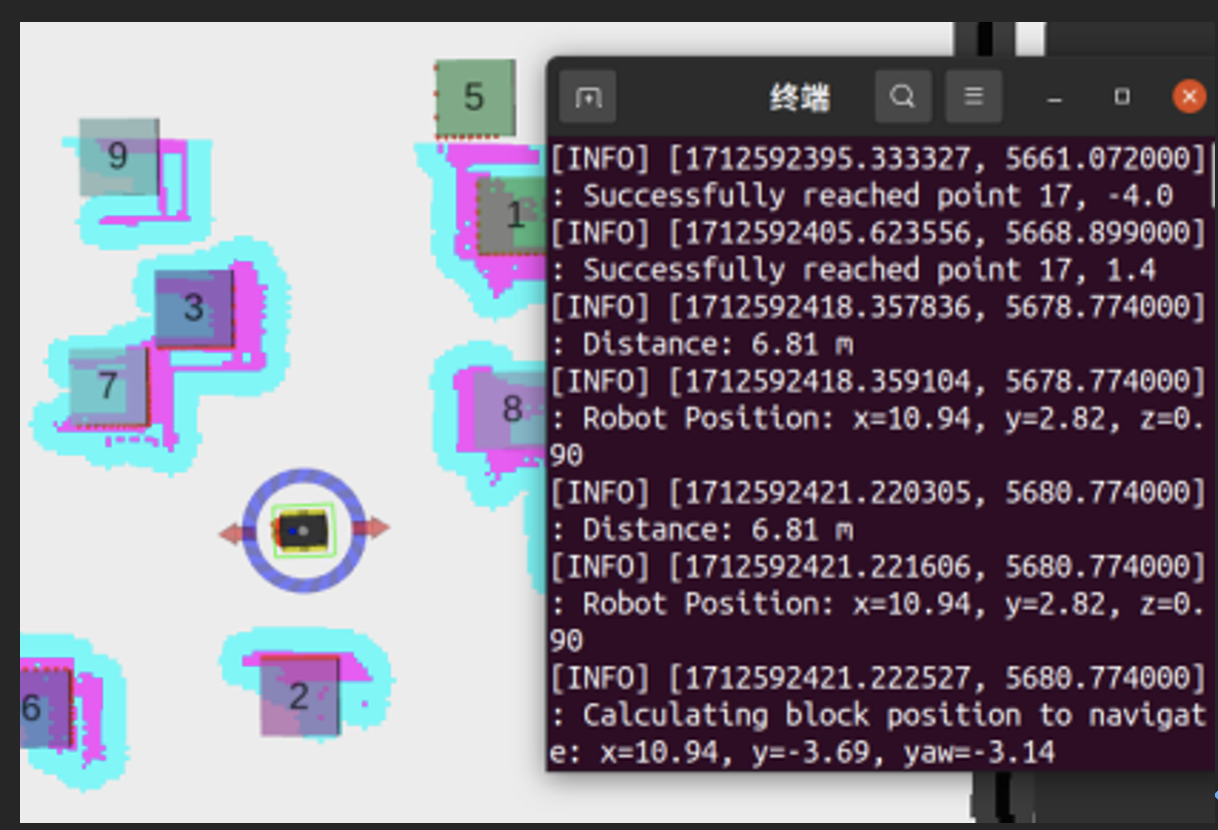 5
9
1
3
7
8
6
2
终端
[INFO] [1712592395.333327, 5661.072000]
: Successfully reached point 17, -4.0
[INFO] [1712592405.623556, 5668.899000]
: Successfully reached point 17, 1.4
[INFO] [1712592418.357836, 5678.774000]
: Distance: 6.81 m
[INFO] [1712592418.359104, 5678.774000]
: Robot Position: x=10.94, y=2.82, z=0.
90
[INFO] [1712592421.220305, 5680.774000]
: Distance: 6.81 m
[INFO] [1712592421.221606, 5680.774000]
: Robot Position: x=10.94, y=2.82, z=0.
90
[INFO] [1712592421.222527, 5680.774000]
: Calculating block position to navigat
e: x=10.94, y=-3.69, yaw=-3.14